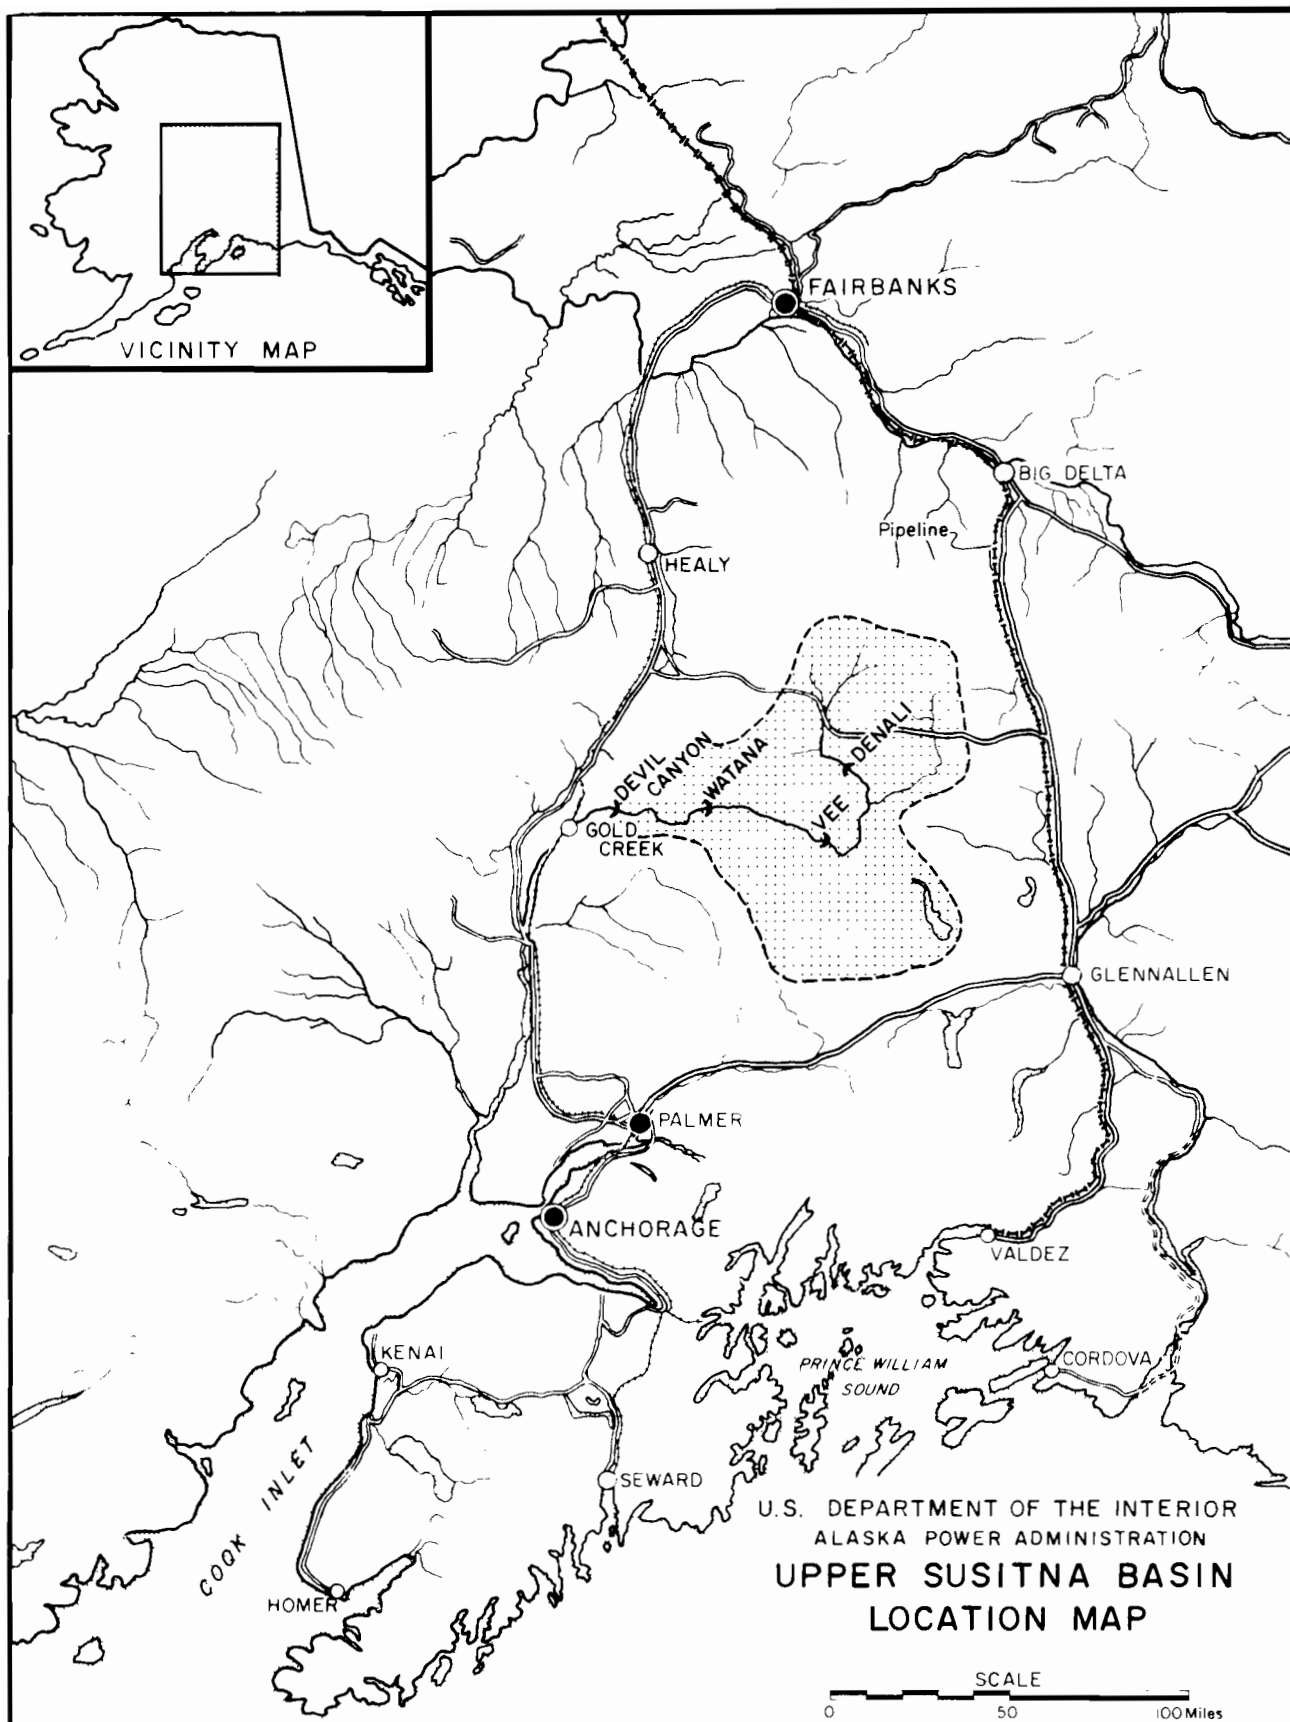 VICINITY MAP
FAIRBANKS
BIG DELTA
Pipeline
HEALY
DEVIL
CANYON
WATANA
DENALI
VEE
GOLD
CREEK
GLENNALLEN
PALMER
ANCHORAGE
VALDEZ
KENAI
PRINCE WILLIAM
SOUND
CORDOVA
COOK INLET
SEWARD
HOMER
U.S. DEPARTMENT OF THE INTERIOR
ALASKA POWER ADMINISTRATION
UPPER SUSITNA BASIN
LOCATION MAP
SCALE
0 50 100 Miles